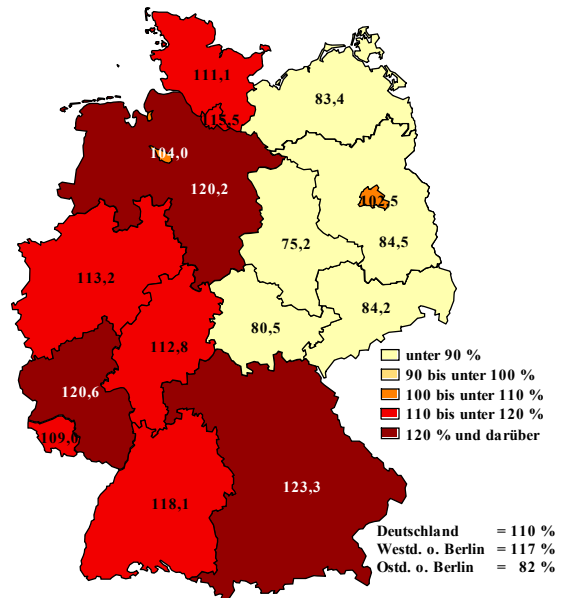 111,1
83,4
115,5
104,0
102,5
120,2
75,2
84,5
113,2
84,2
80,5
112,8
unter 90 %
90 bis unter 100 %
120,6
100 bis unter 110 %
110 bis unter 120 %
109,0
120 % und darüber
123,3
118,1
Deutschland = 110 %
Westd. o. Berlin = 117 %
Ostd. o. Berlin = 82 %